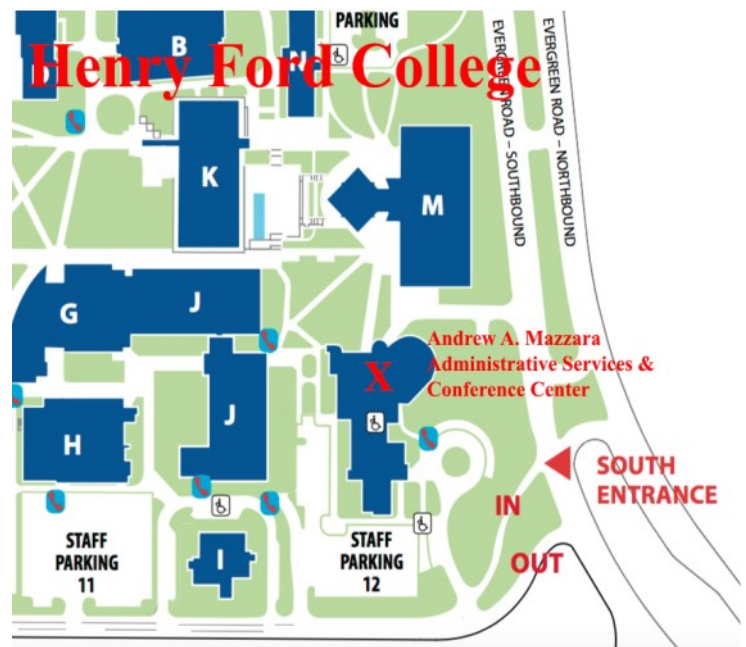 PARKING
B
N
Henry Ford College
EVERGREEN ROAD – SOUTHBOUND
EVERGREEN ROAD – NORTHBOUND
K
M
G
J
Andrew A. Mazzara
Administrative Services &
Conference Center
X
J
H
SOUTH
ENTRANCE
IN
OUT
STAFF
PARKING
11
I
STAFF
PARKING
12